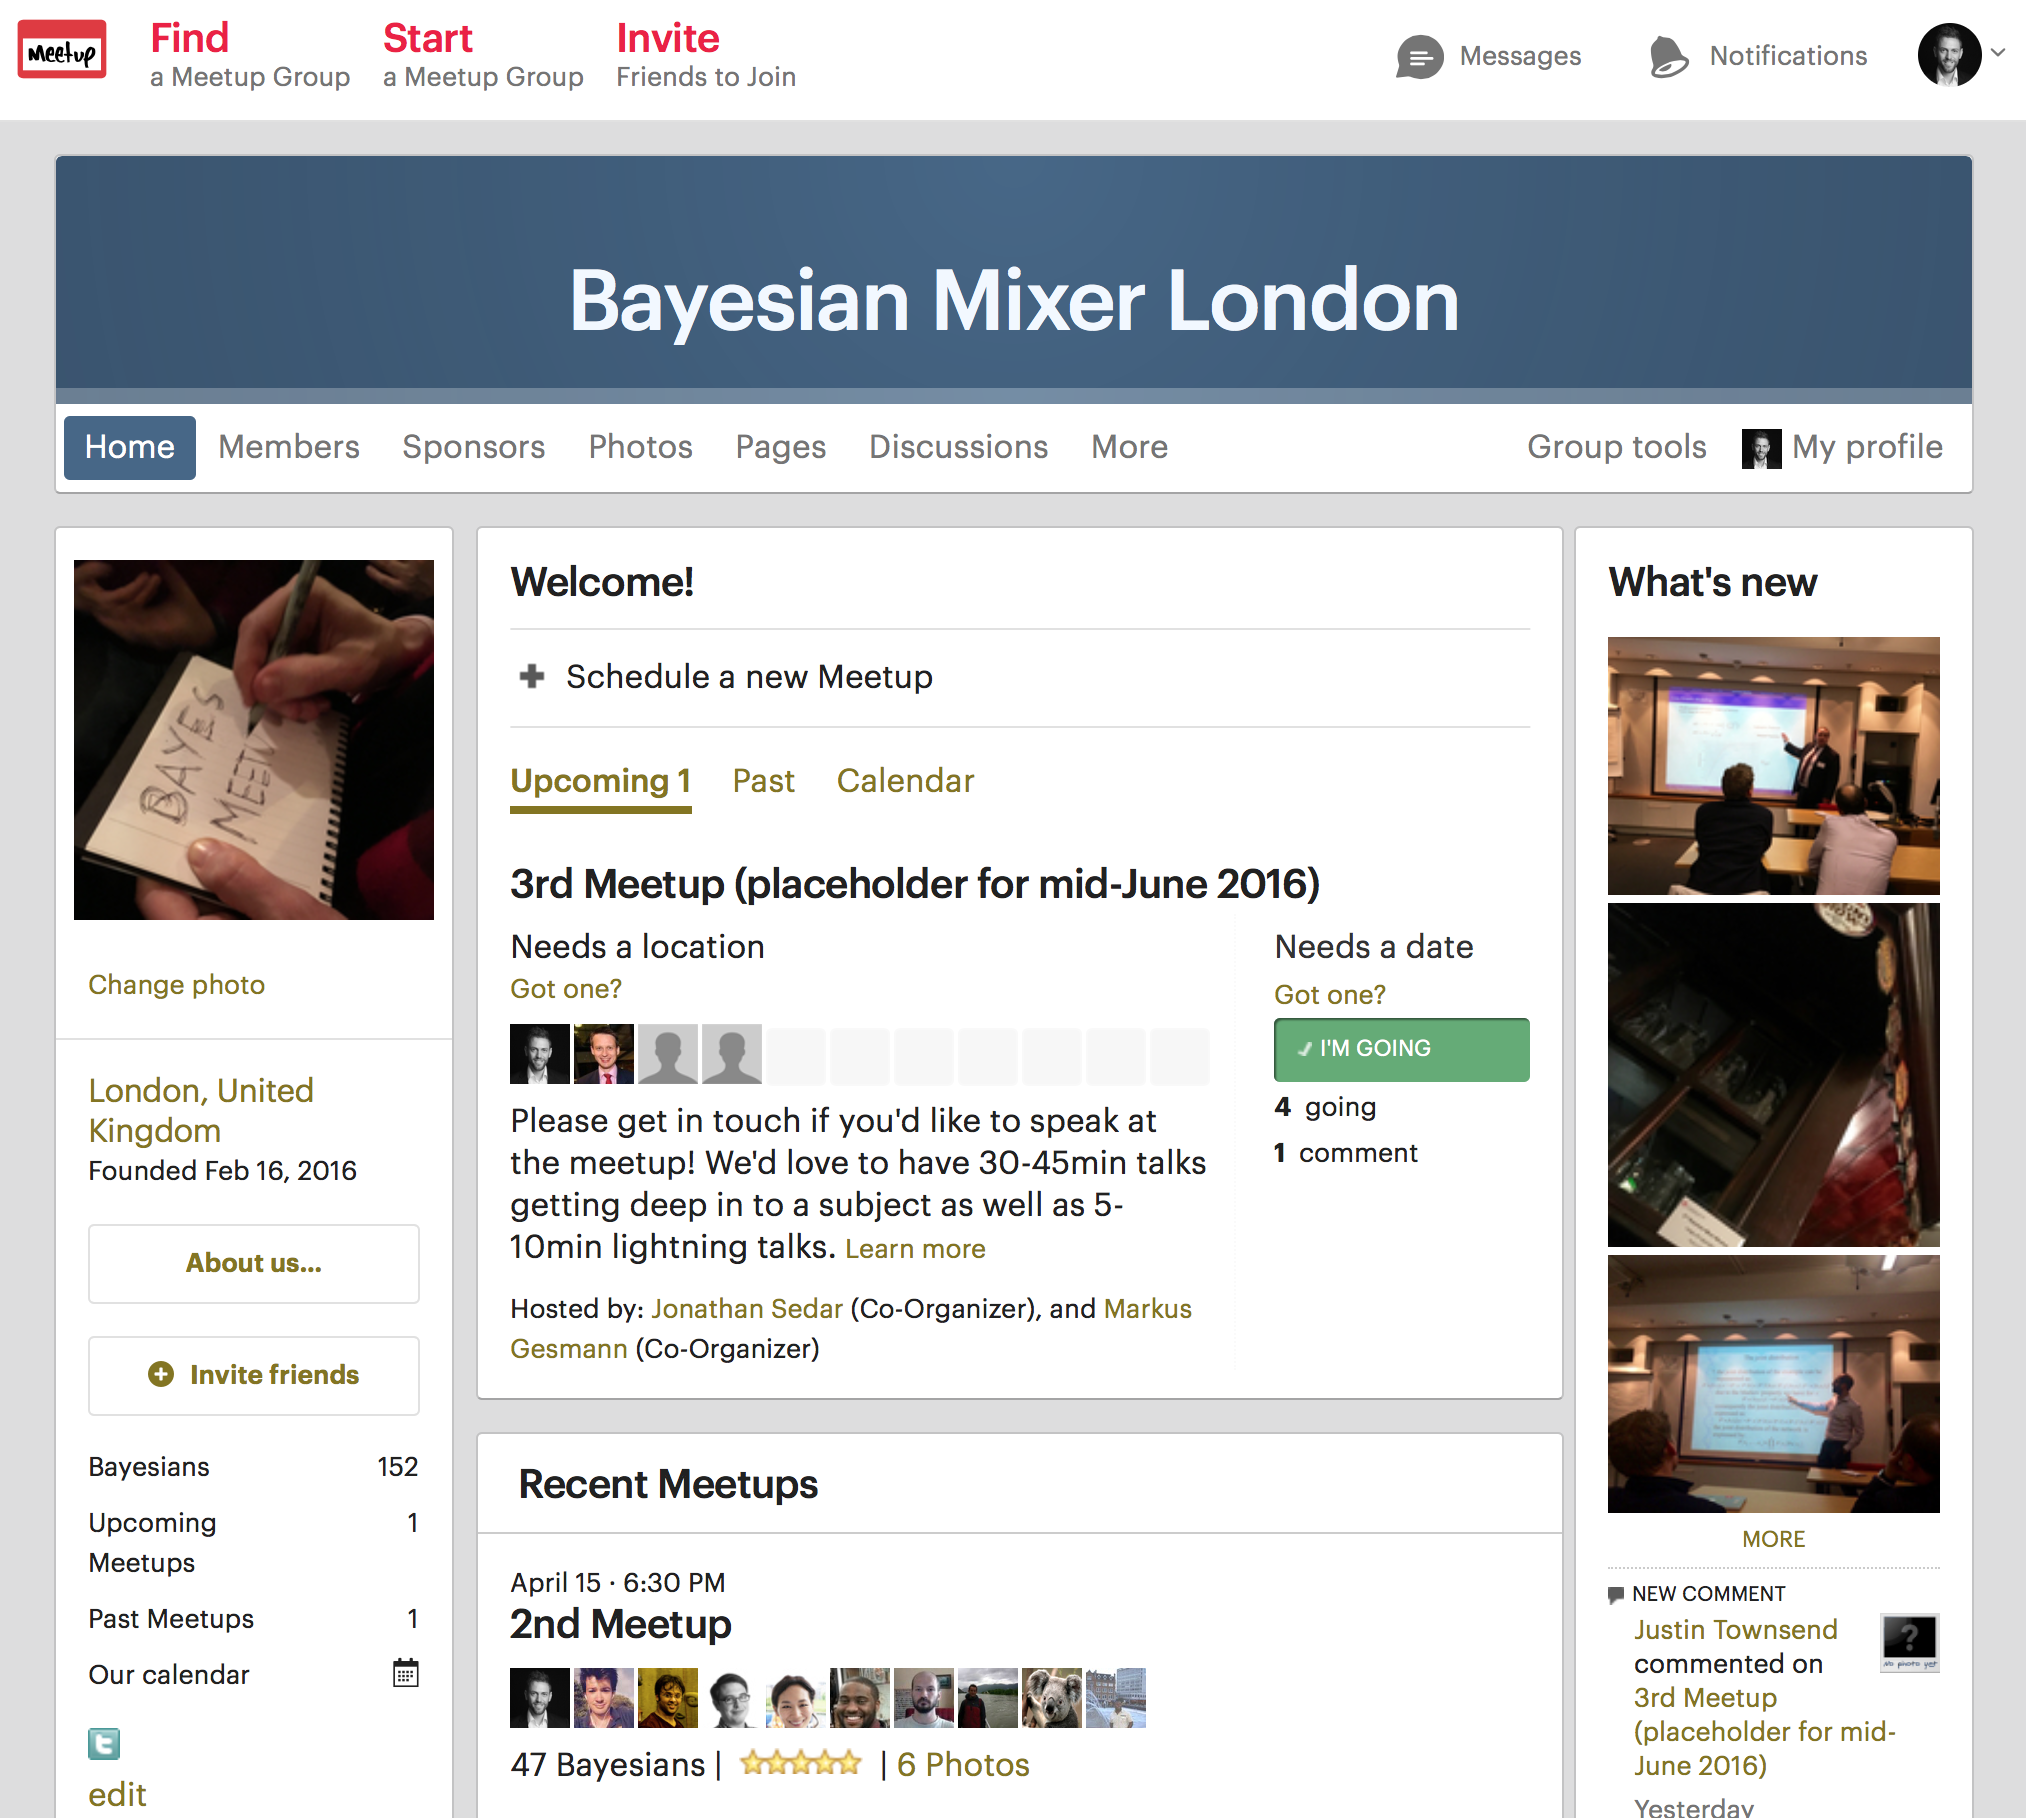 Meetup
Find
a Meetup Group
Start
a Meetup Group
Invite
Friends to Join
Messages
Notifications
Bayesian Mixer London
Home
Members
Sponsors
Photos
Pages
Discussions
More
Group tools
My profile
BAYES
MEETU
Change photo
London, United
Kingdom
Founded Feb 16, 2016
About us...
Invite friends
Bayesians 152
Upcoming 1
Meetups
Past Meetups 1
Our calendar
edit
Welcome!
Schedule a new Meetup
Upcoming 1
Past
Calendar
3rd Meetup (placeholder for mid-June 2016)
Needs a location
Got one?
Please get in touch if you'd like to speak at
the meetup! We'd love to have 30-45min talks
getting deep in to a subject as well as 5-
10min lightning talks. Learn more
Hosted by: Jonathan Sedar (Co-Organizer), and Markus
Gesmann (Co-Organizer)
Needs a date
Got one?
I'M GOING
4 going
1 comment
Recent Meetups
April 15 · 6:30 PM
2nd Meetup
47 Bayesians | | 6 Photos
What's new
MORE
NEW COMMENT
Justin Townsend
commented on
3rd Meetup
(placeholder for mid-
June 2016)
?
No photo yet
Yesterday